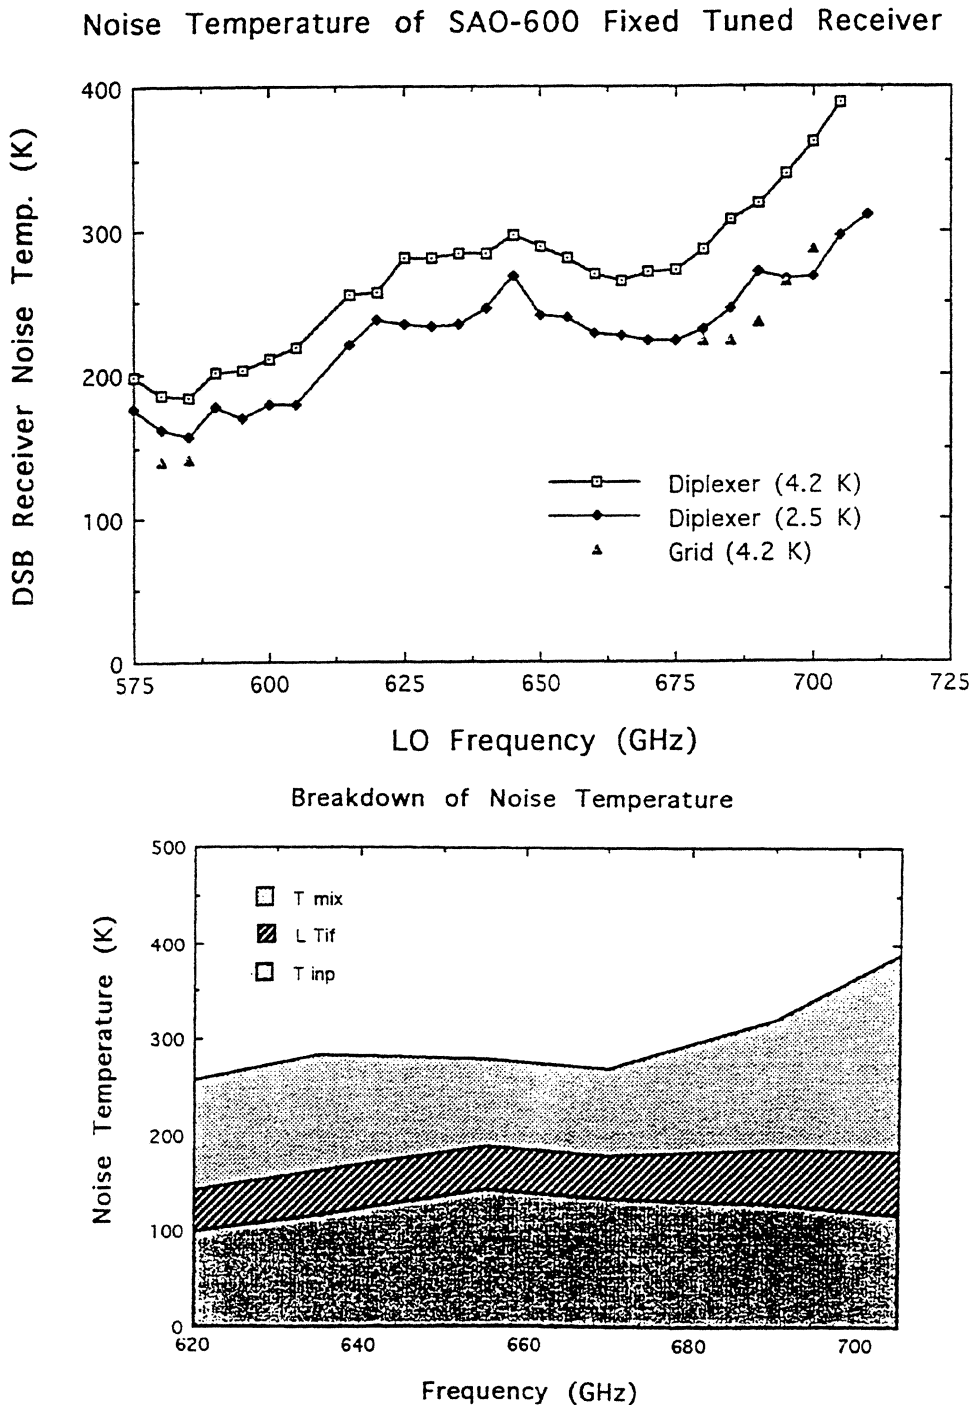 Noise Temperature of SAO-600 Fixed Tuned Receiver
DSB Receiver Noise Temp. (K)
400
300
200
100
0
Diplexer (4.2 K)
Diplexer (2.5 K)
Grid (4.2 K)
575 600 625 650 675 700 725
LO Frequency (GHz)
Breakdown of Noise Temperature
Noise Temperature (K)
500
400
300
200
100
0
T mix
L Tif
T inp
620 640 660 680 700
Frequency (GHz)